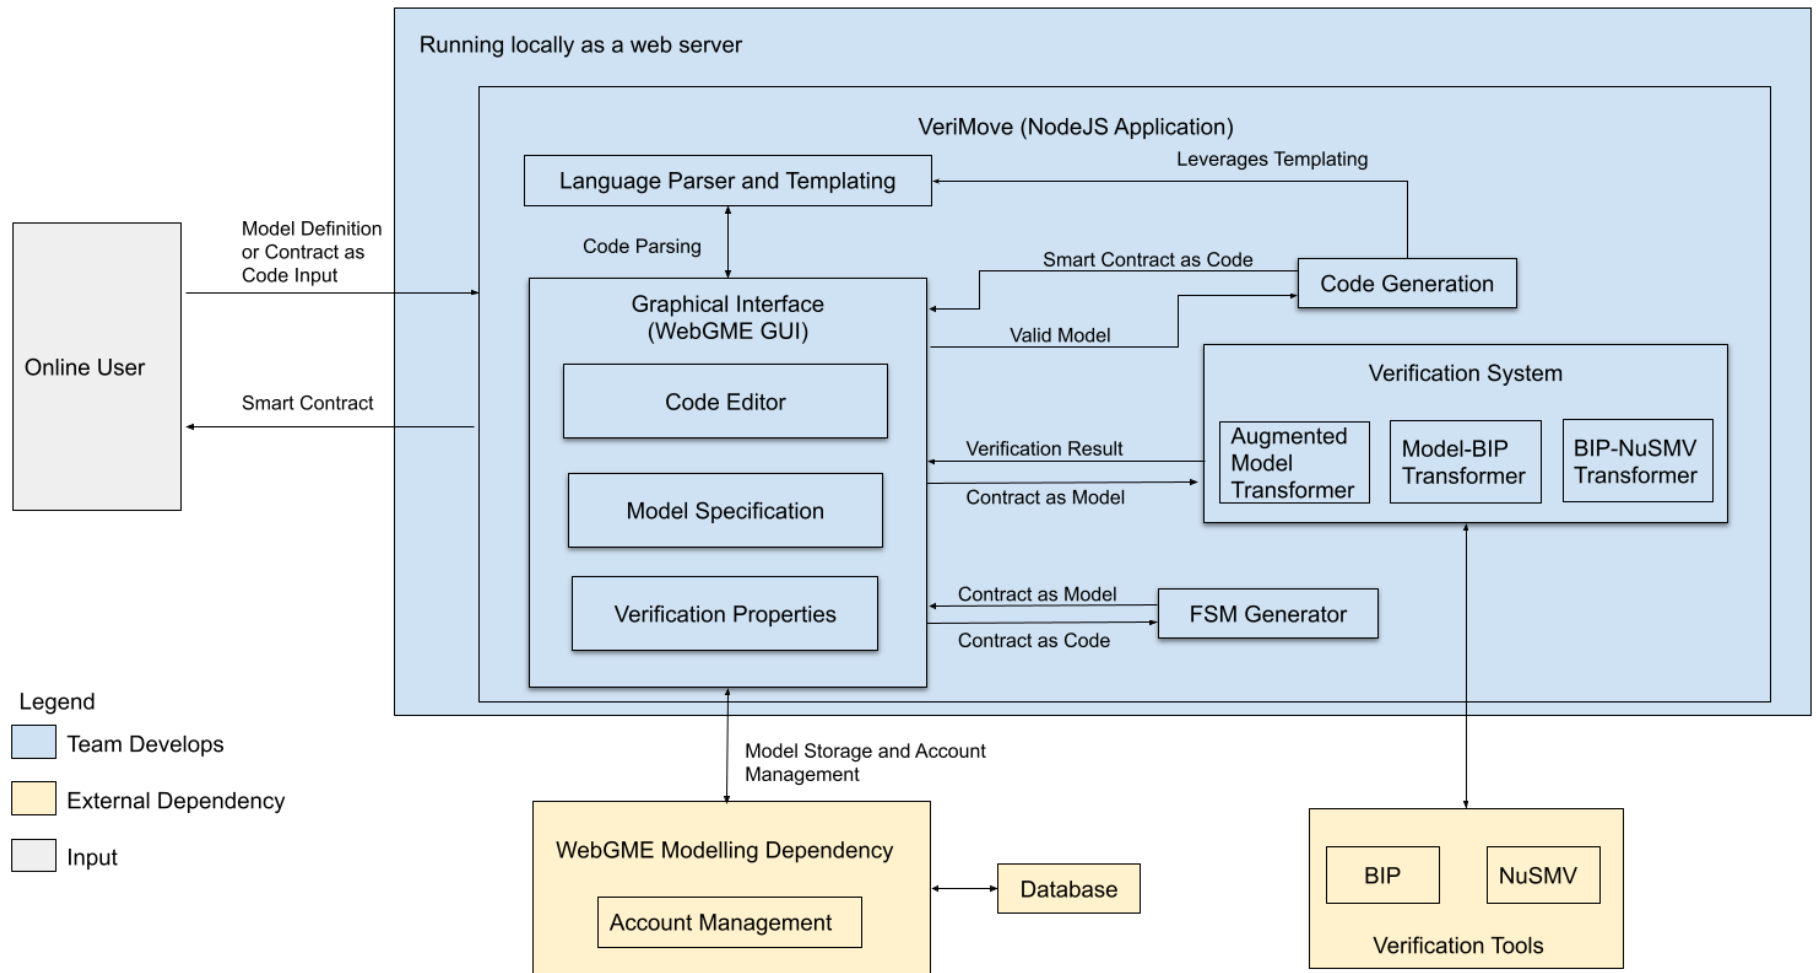 Running locally as a web server
VeriMove (NodeJS Application)
Leverages Templating
Language Parser and Templating
Model Definition
or Contract as
Code Input
Code Parsing
Smart Contract as Code
Code Generation
Graphical Interface
(WebGME GUI)
Valid Model
Online User
Verification System
Code Editor
Smart Contract
Augmented
Model
Transformer
Model-BIP
Transformer
BIP-NuSMV
Transformer
Verification Result
Contract as Model
Model Specification
Contract as Model
FSM Generator
Verification Properties
Contract as Code
Legend
Team Develops
External Dependency
Input
Model Storage and Account
Management
WebGME Modelling Dependency
Account Management
Database
BIP
NuSMV
Verification Tools